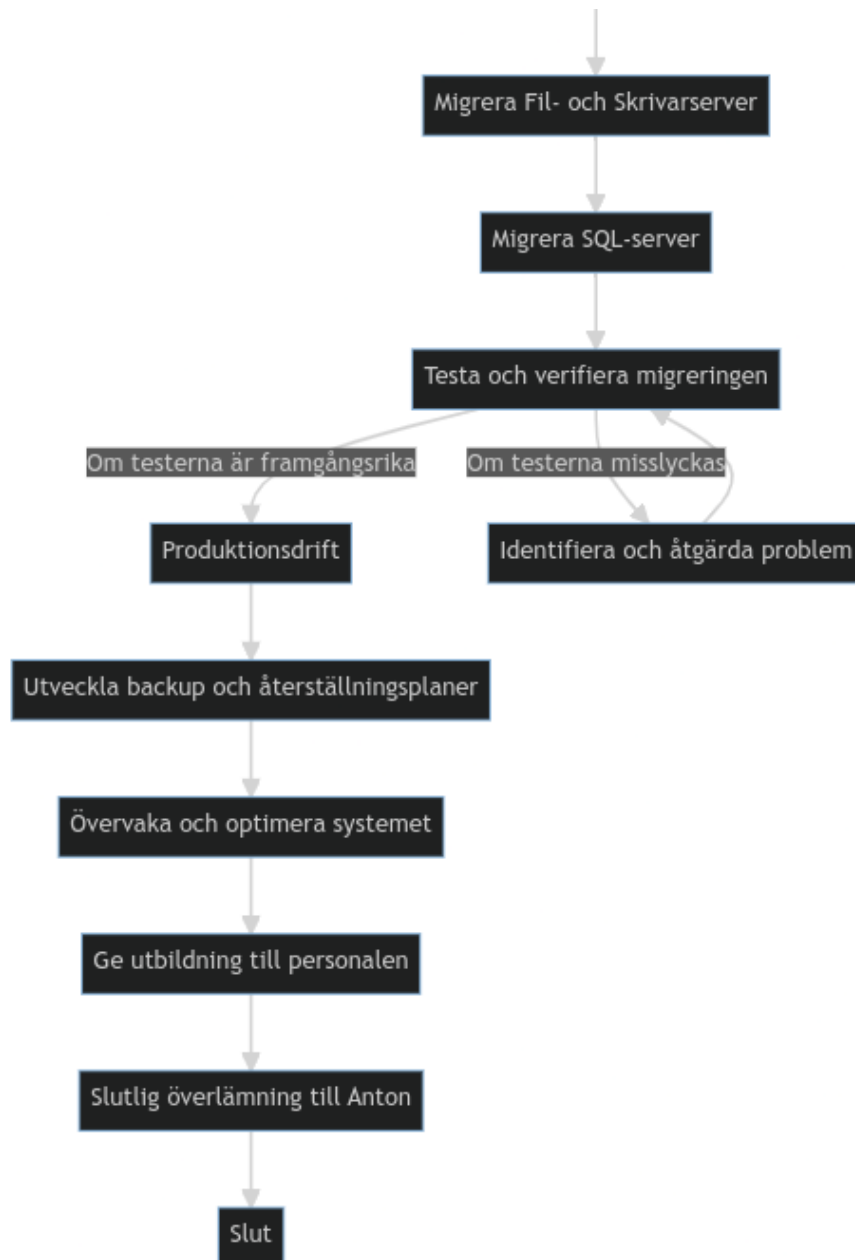 Migrera Fil- och Skrivarserver
Migrera SQL-server
Testa och verifiera migreringen
Om testerna är framgångsrika
Om testerna misslyckas
Produktionsdrift
Identifiera och åtgärda problem
Utveckla backup och återställningsplaner
Övervaka och optimera systemet
Ge utbildning till personalen
Slutlig överlämning till Anton
Slut